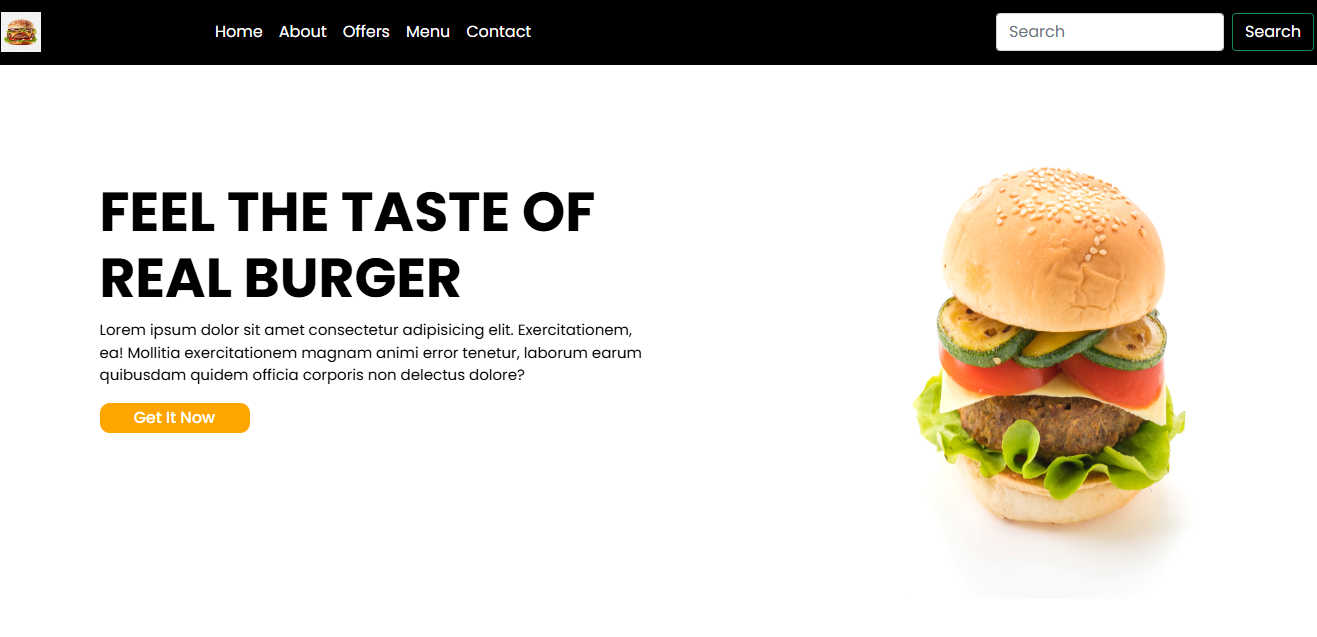 Home About Offers Menu Contact Search Search
FEEL THE TASTE OF
REAL BURGER
Lorem ipsum dolor sit amet consectetur adipisicing elit. Exercitationem,
ea! Mollitia exercitationem magnam animi error tenetur, laborum earum
quibusdam quidem officia corporis non delectus dolore?
Get It Now